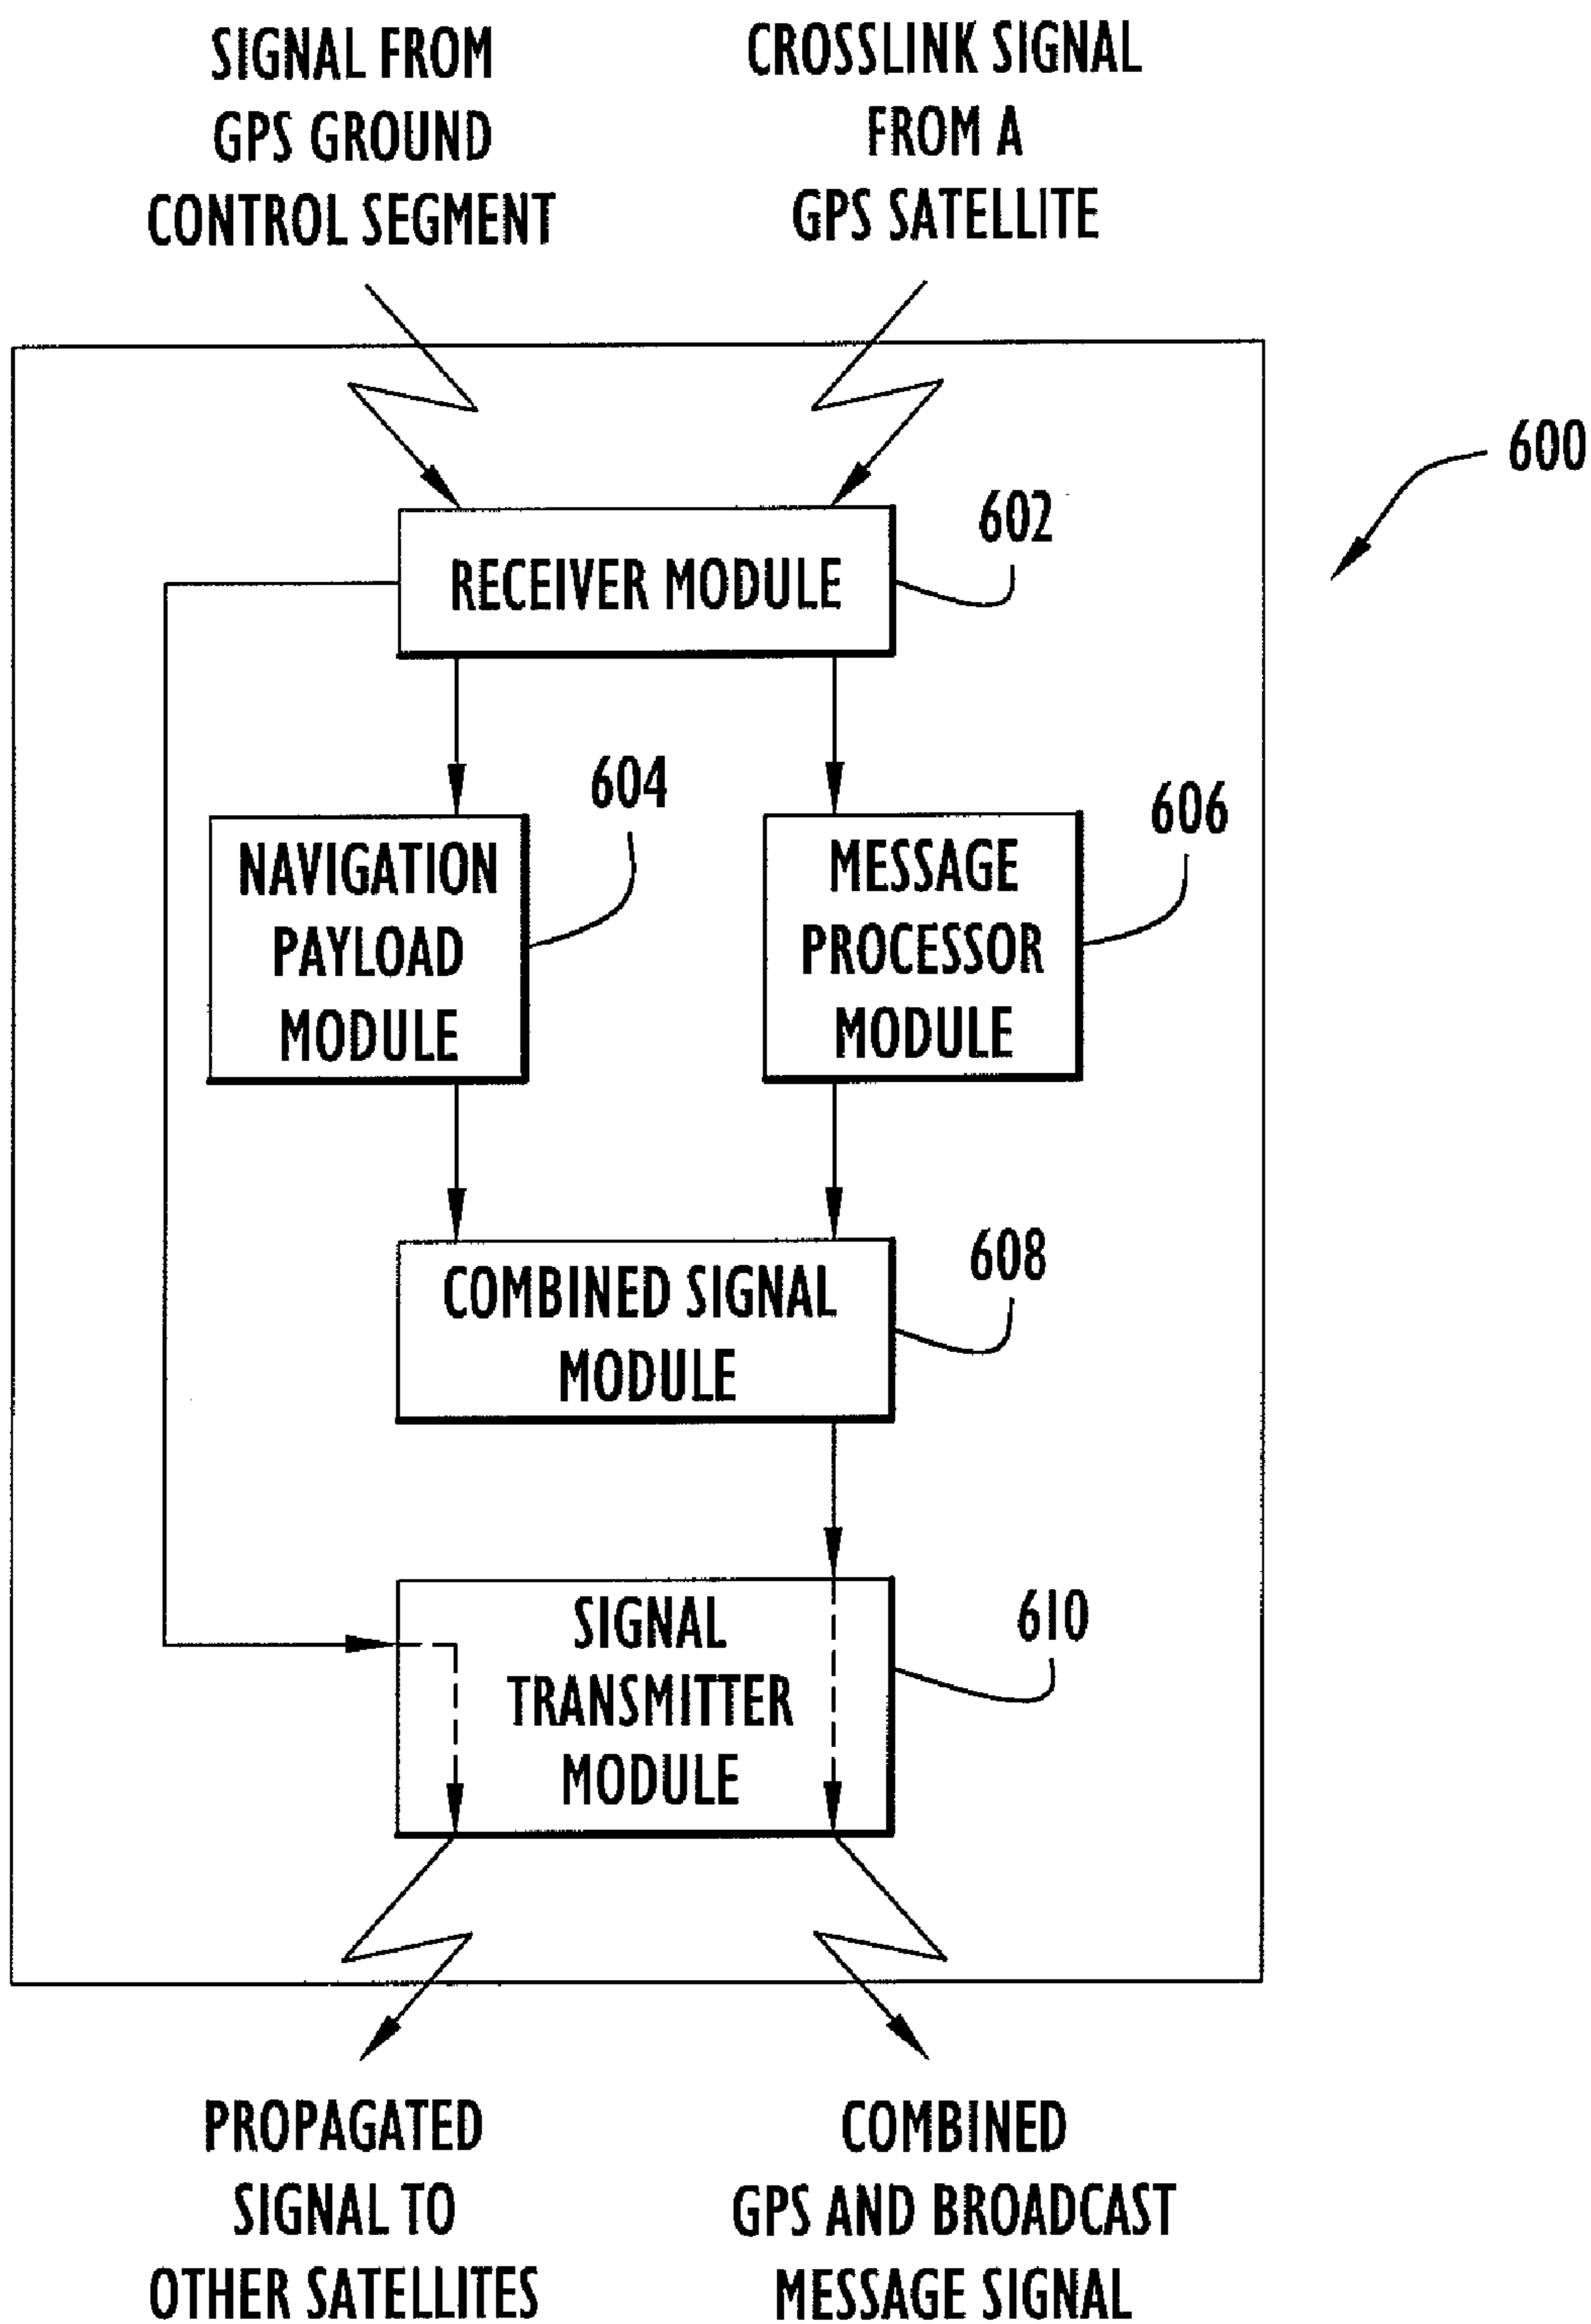 SIGNAL FROM
GPS GROUND
CONTROL SEGMENT
CROSSLINK SIGNAL
FROM A
GPS SATELLITE
600
602
RECEIVER MODULE
604
606
NAVIGATION
PAYLOAD
MODULE
MESSAGE
PROCESSOR
MODULE
608
COMBINED SIGNAL
MODULE
610
SIGNAL
TRANSMITTER
MODULE
PROPAGATED
SIGNAL TO
OTHER SATELLITES
COMBINED
GPS AND BROADCAST
MESSAGE SIGNAL